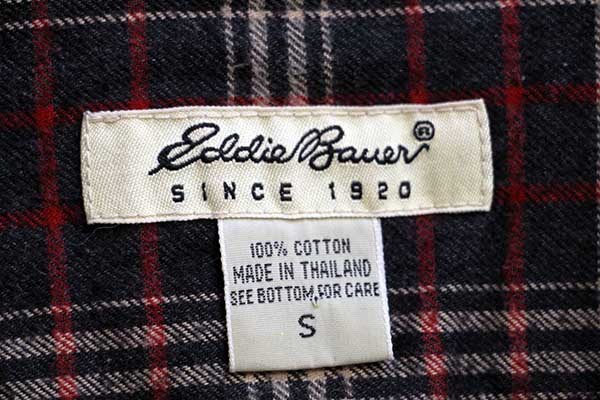 Eddie Bauer®
SINCE 1920
100% COTTON
MADE IN THAILAND
SEE BOTTOM FOR CARE
S